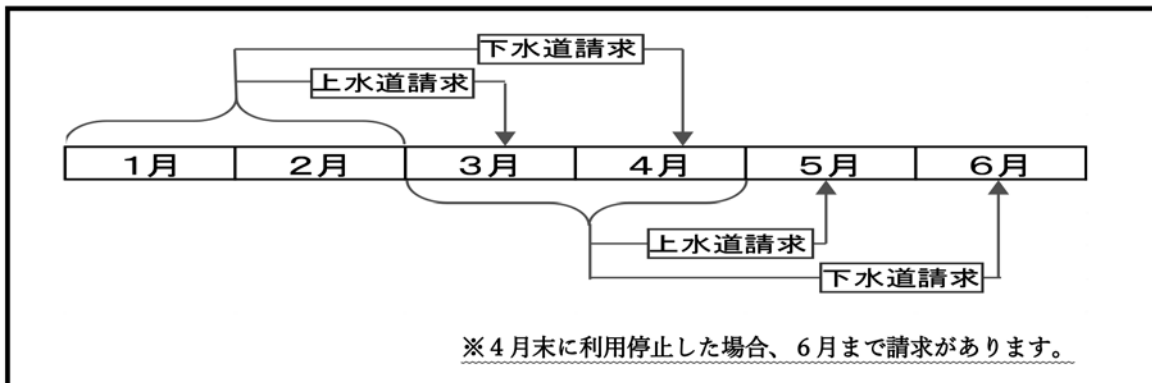 下水道請求
上水道請求
1月 2月 3月 4月 5月 6月
上水道請求
下水道請求
※4月末に利用停止した場合、6月まで請求があります。